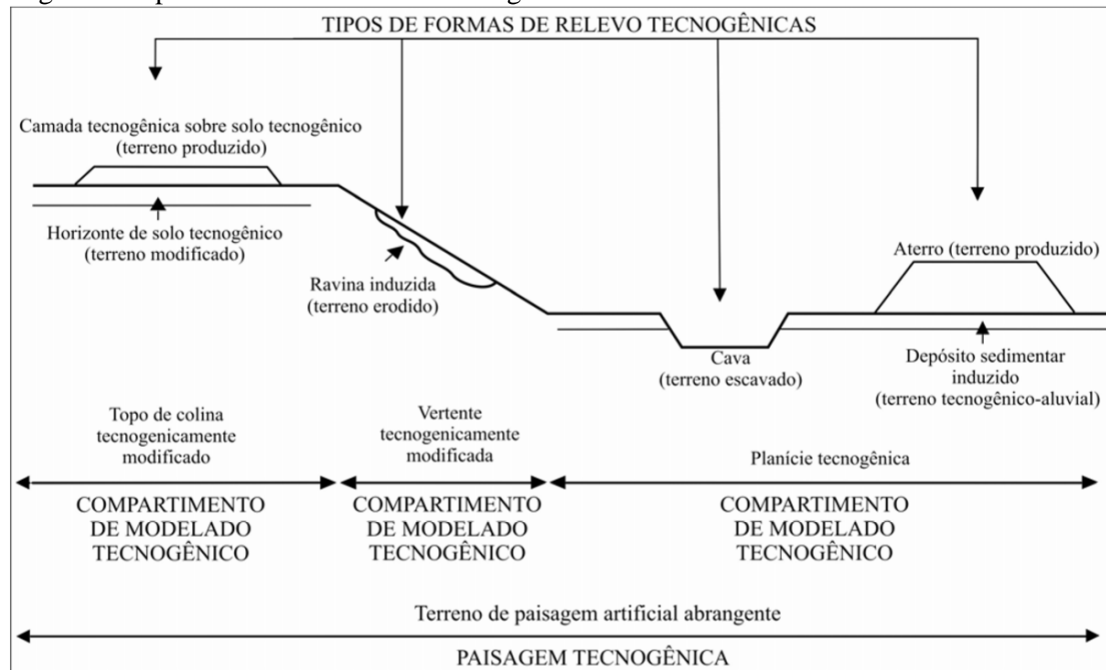 TIPOS DE FORMAS DE RELEVO TECNOGÊNICAS
Camada tecnogênica sobre solo tecnogênico
(terreno produzido)
Horizonte de solo tecnogênico
(terreno modificado)
Ravina induzida
(terreno erodido)
Aterro (terreno produzido)
Cava
(terreno escavado)
Depósito sedimentar
induzido
(terreno tecnogênico-aluvial)
Topo de colina
tecnogenicamente
modificado
Vertente
tecnogenicamente
modificada
Planície tecnogênica
COMPARTIMENTO
DE MODELADO
TECNOGÊNICO
COMPARTIMENTO
DE MODELADO
TECNOGÊNICO
COMPARTIMENTO
DE MODELADO
TECNOGÊNICO
Terreno de paisagem artificial abrangente
PAISAGEM TECNOGÊNICA